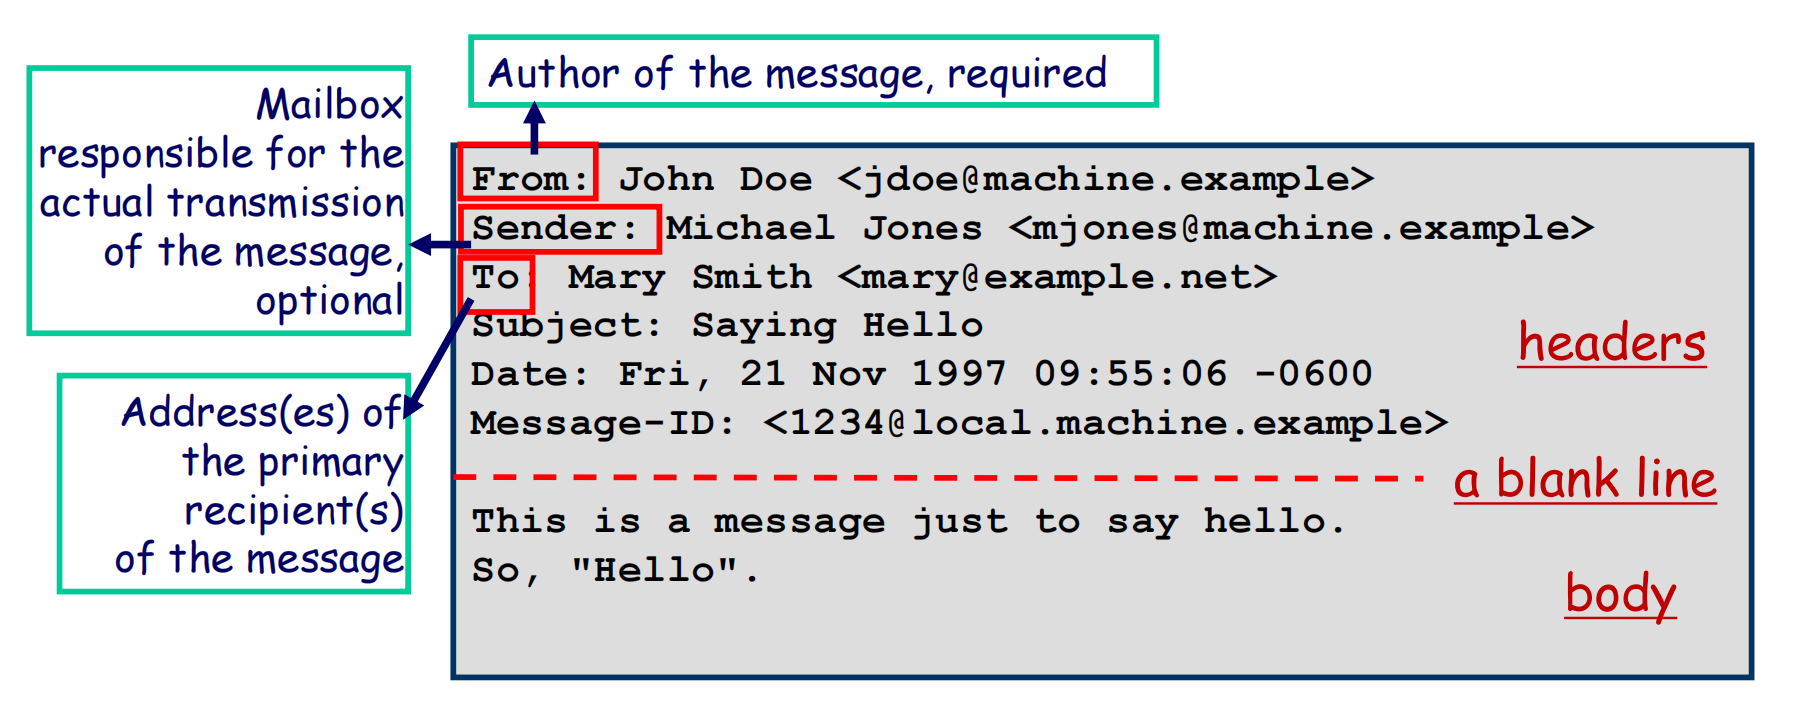 Author of the message, required
Mailbox
responsible for the
actual transmission
of the message,
optional
Address(es) of
the primary
recipient(s)
of the message
From: John Doe <jdoe@machine.example>
Sender: Michael Jones <mjones@machine.example>
To: Mary Smith <mary@example.net>
Subject: Saying Hello
Date: Fri, 21 Nov 1997 09:55:06 -0600
Message-ID: <1234@local.machine.example>
headers
a blank line
This is a message just to say hello.
So, "Hello".
body